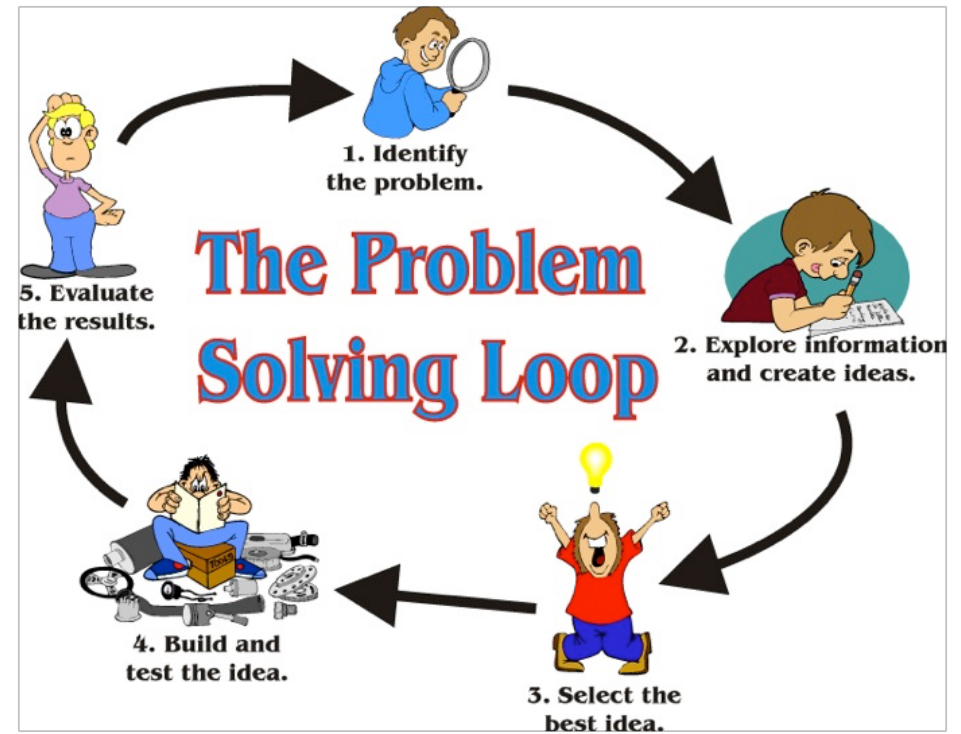 The Problem
Solving Loop
1. Identify
the problem.
2. Explore information
and create ideas.
3. Select the
best idea.
4. Build and
test the idea.
TOOLS
5. Evaluate
the results.